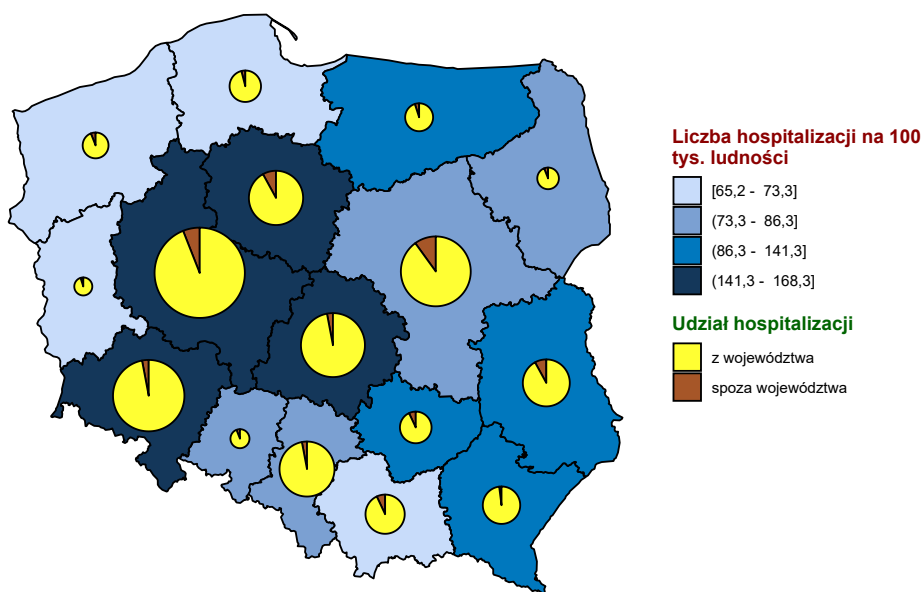 Liczba hospitalizacji na 100
tys. ludności
[65,2 - 73,3]
(73,3 - 86,3]
(86,3 - 141,3]
(141,3 - 168,3]
Udział hospitalizacji
z województwa
spoza województwa